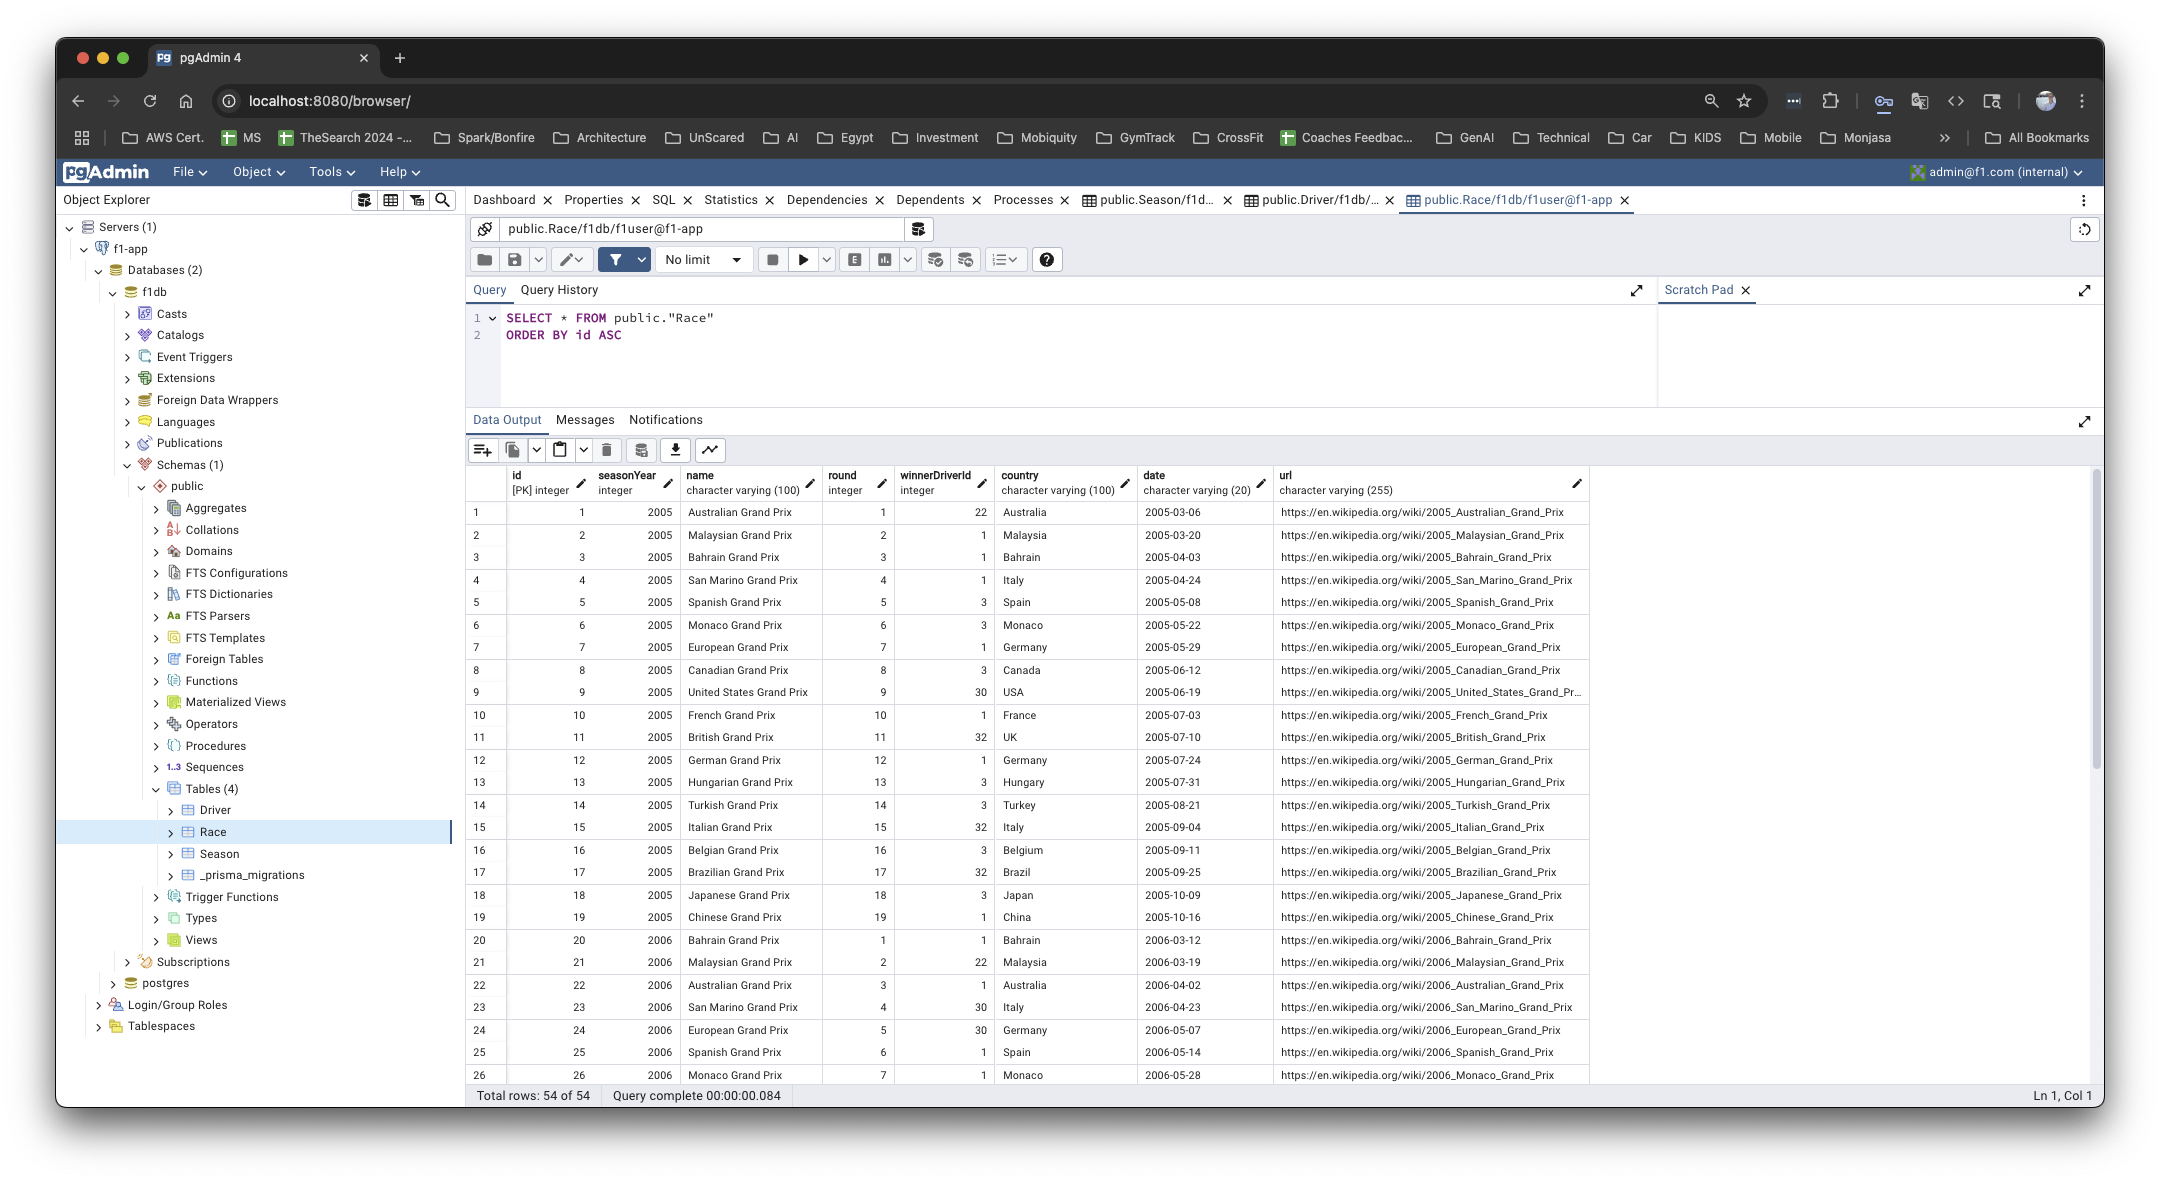 pgAdmin 4
localhost:8080/browser/
AWS Cert. MS TheSearch 2024 -... Spark/Bonfire Architecture UnScared AI Egypt Investment Mobiquity GymTrack CrossFit Coaches Feedbac... GenAI Technical Car KIDS Mobile Monjasa » All Bookmarks
pgAdmin File Object Tools Help admin@f1.com (internal)
Object Explorer
Servers (1)
f1-app
Databases (2)
f1db
Casts
Catalogs
Event Triggers
Extensions
Foreign Data Wrappers
Languages
Publications
Schemas (1)
public
Aggregates
Collations
Domains
FTS Configurations
FTS Dictionaries
Aa FTS Parsers
FTS Templates
Foreign Tables
Functions
Materialized Views
Operators
Procedures
1..3 Sequences
Tables (4)
Driver
Race
Season
_prisma_migrations
Trigger Functions
Types
Views
Subscriptions
postgres
Login/Group Roles
Tablespaces
Dashboard Properties SQL Statistics Dependencies Dependents Processes public.Season/f1d... public.Driver/f1db/... public.Race/f1db/f1user@f1-app
public.Race/f1db/f1user@f1-app
No limit
Query Query History Scratch Pad
1 SELECT * FROM public."Race"
2 ORDER BY id ASC
Data Output Messages Notifications
id seasonYear name round winnerDriverId country date url
[PK] integer integer character varying (100) integer integer character varying (100) character varying (20) character varying (255)
1 1 2005 Australian Grand Prix 1 22 Australia 2005-03-06 https://en.wikipedia.org/wiki/2005_Australian_Grand_Prix
2 2 2005 Malaysian Grand Prix 2 1 Malaysia 2005-03-20 https://en.wikipedia.org/wiki/2005_Malaysian_Grand_Prix
3 3 2005 Bahrain Grand Prix 3 1 Bahrain 2005-04-03 https://en.wikipedia.org/wiki/2005_Bahrain_Grand_Prix
4 4 2005 San Marino Grand Prix 4 1 Italy 2005-04-24 https://en.wikipedia.org/wiki/2005_San_Marino_Grand_Prix
5 5 2005 Spanish Grand Prix 5 3 Spain 2005-05-08 https://en.wikipedia.org/wiki/2005_Spanish_Grand_Prix
6 6 2005 Monaco Grand Prix 6 3 Monaco 2005-05-22 https://en.wikipedia.org/wiki/2005_Monaco_Grand_Prix
7 7 2005 European Grand Prix 7 1 Germany 2005-05-29 https://en.wikipedia.org/wiki/2005_European_Grand_Prix
8 8 2005 Canadian Grand Prix 8 3 Canada 2005-06-12 https://en.wikipedia.org/wiki/2005_Canadian_Grand_Prix
9 9 2005 United States Grand Prix 9 30 USA 2005-06-19 https://en.wikipedia.org/wiki/2005_United_States_Grand_Pr...
10 10 2005 French Grand Prix 10 1 France 2005-07-03 https://en.wikipedia.org/wiki/2005_French_Grand_Prix
11 11 2005 British Grand Prix 11 32 UK 2005-07-10 https://en.wikipedia.org/wiki/2005_British_Grand_Prix
12 12 2005 German Grand Prix 12 1 Germany 2005-07-24 https://en.wikipedia.org/wiki/2005_German_Grand_Prix
13 13 2005 Hungarian Grand Prix 13 3 Hungary 2005-07-31 https://en.wikipedia.org/wiki/2005_Hungarian_Grand_Prix
14 14 2005 Turkish Grand Prix 14 3 Turkey 2005-08-21 https://en.wikipedia.org/wiki/2005_Turkish_Grand_Prix
15 15 2005 Italian Grand Prix 15 32 Italy 2005-09-04 https://en.wikipedia.org/wiki/2005_Italian_Grand_Prix
16 16 2005 Belgian Grand Prix 16 3 Belgium 2005-09-11 https://en.wikipedia.org/wiki/2005_Belgian_Grand_Prix
17 17 2005 Brazilian Grand Prix 17 32 Brazil 2005-09-25 https://en.wikipedia.org/wiki/2005_Brazilian_Grand_Prix
18 18 2005 Japanese Grand Prix 18 3 Japan 2005-10-09 https://en.wikipedia.org/wiki/2005_Japanese_Grand_Prix
19 19 2005 Chinese Grand Prix 19 1 China 2005-10-16 https://en.wikipedia.org/wiki/2005_Chinese_Grand_Prix
20 20 2006 Bahrain Grand Prix 1 1 Bahrain 2006-03-12 https://en.wikipedia.org/wiki/2006_Bahrain_Grand_Prix
21 21 2006 Malaysian Grand Prix 2 22 Malaysia 2006-03-19 https://en.wikipedia.org/wiki/2006_Malaysian_Grand_Prix
22 22 2006 Australian Grand Prix 3 1 Australia 2006-04-02 https://en.wikipedia.org/wiki/2006_Australian_Grand_Prix
23 23 2006 San Marino Grand Prix 4 30 Italy 2006-04-23 https://en.wikipedia.org/wiki/2006_San_Marino_Grand_Prix
24 24 2006 European Grand Prix 5 30 Germany 2006-05-07 https://en.wikipedia.org/wiki/2006_European_Grand_Prix
25 25 2006 Spanish Grand Prix 6 1 Spain 2006-05-14 https://en.wikipedia.org/wiki/2006_Spanish_Grand_Prix
26 26 2006 Monaco Grand Prix 7 1 Monaco 2006-05-28 https://en.wikipedia.org/wiki/2006_Monaco_Grand_Prix
Total rows: 54 of 54 Query complete 00:00:00.084 Ln 1, Col 1